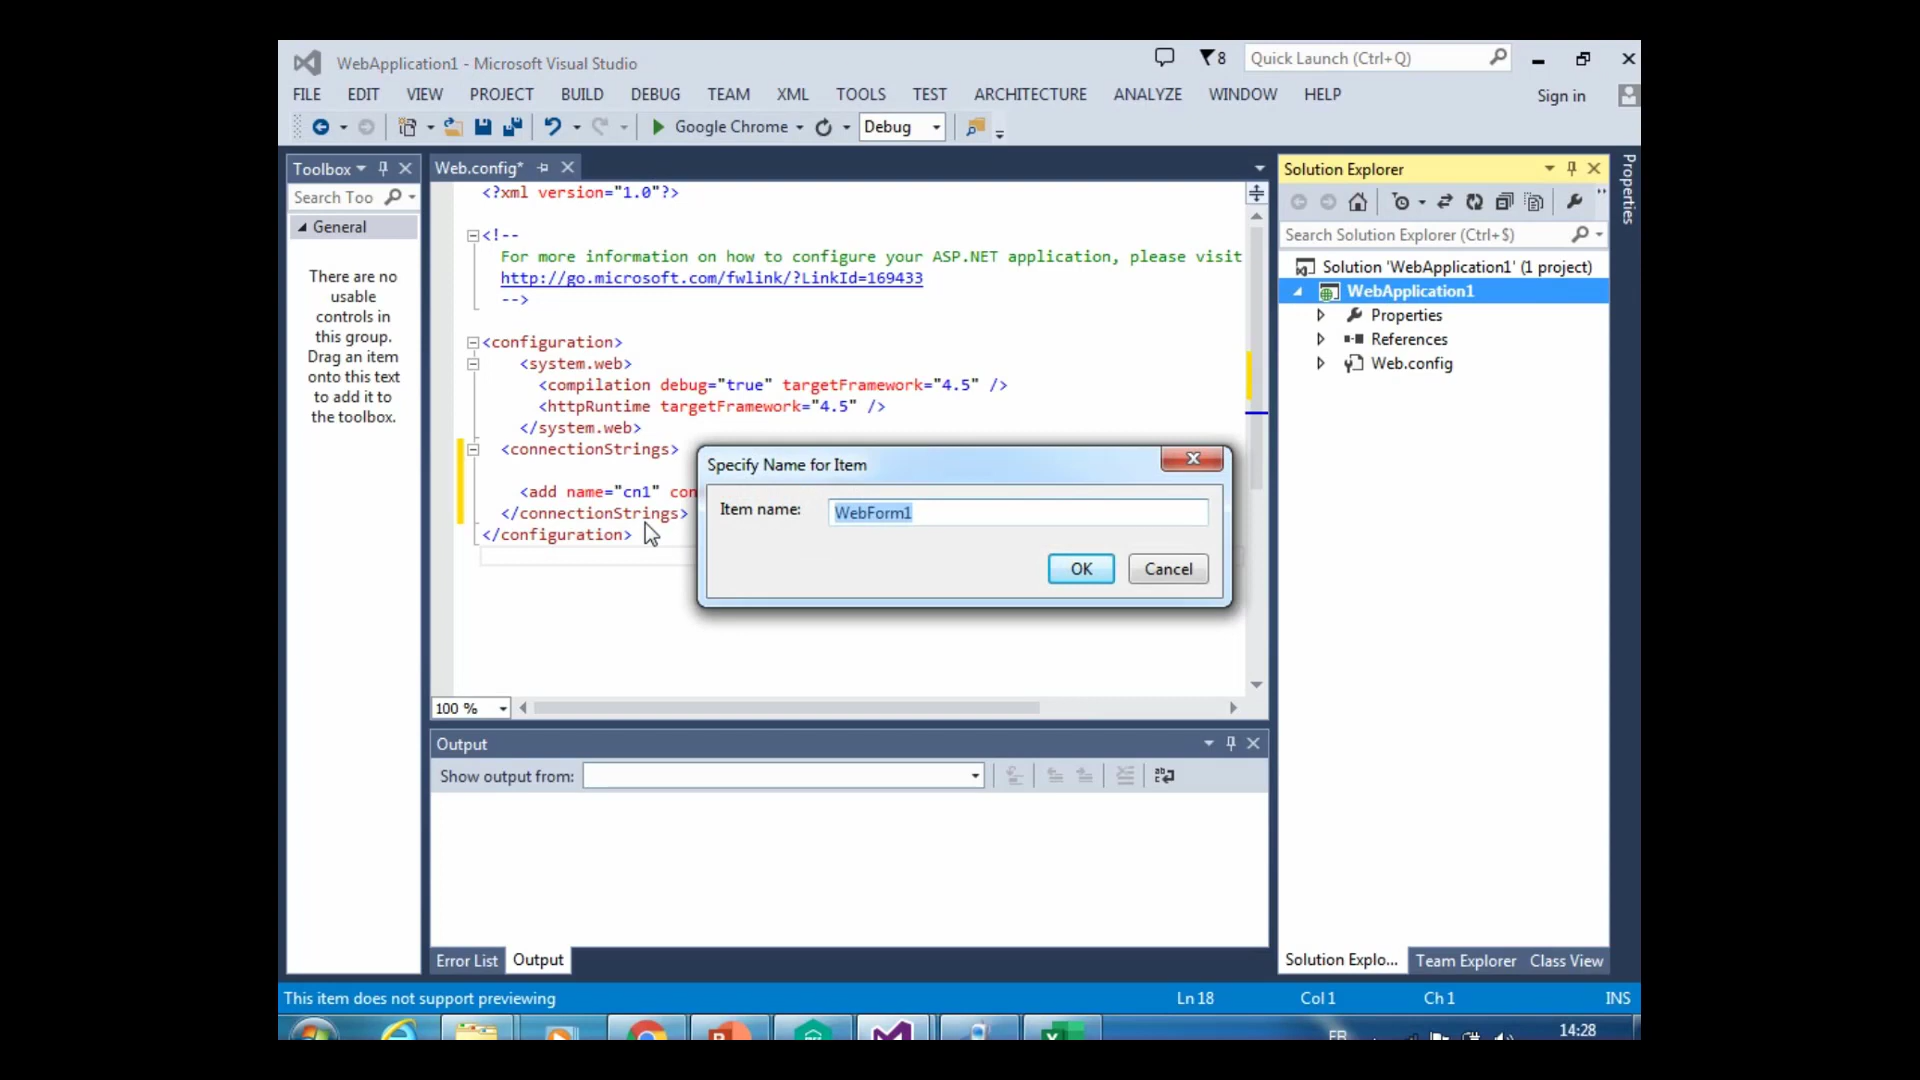 WebApplication1 - Microsoft Visual Studio
8
Quick Launch (Ctrl+Q)
FILE EDIT VIEW PROJECT BUILD DEBUG TEAM XML TOOLS TEST ARCHITECTURE ANALYZE WINDOW HELP
Sign in
Google Chrome
Debug
Toolbox
Search Too
General
There are no
usable
controls in
this group.
Drag an item
onto this text
to add it to
the toolbox.
Web.config*
<?xml version="1.0"?>
<!--
For more information on how to configure your ASP.NET application, please visit
http://go.microsoft.com/fwlink/?LinkId=169433
-->
<configuration>
<system.web>
<compilation debug="true" targetFramework="4.5" />
<httpRuntime targetFramework="4.5" />
</system.web>
<connectionStrings>
<add name="cn1" con
</connectionStrings>
</configuration>
100 %
Specify Name for Item
Item name:
WebForm1
OK
Cancel
Output
Show output from:
Error List
Output
Solution Explorer
Search Solution Explorer (Ctrl+$)
Solution 'WebApplication1' (1 project)
WebApplication1
Properties
References
Web.config
Solution Explo...
Team Explorer
Class View
Properties
This item does not support previewing
Ln 18
Col 1
Ch 1
INS
FR
14:28